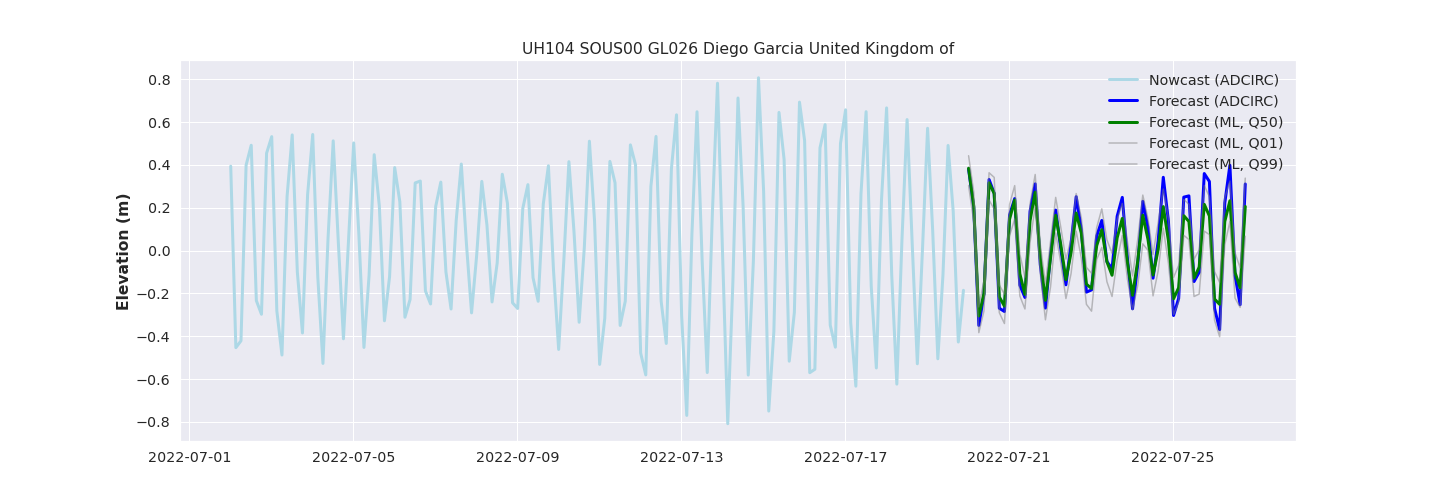 UH104 SOUS00 GL026 Diego Garcia United Kingdom of
Elevation (m)
0.8
0.6
0.4
0.2
0.0
−0.2
−0.4
−0.6
−0.8
Nowcast (ADCIRC)
Forecast (ADCIRC)
Forecast (ML, Q50)
Forecast (ML, Q01)
Forecast (ML, Q99)
2022-07-01
2022-07-05
2022-07-09
2022-07-13
2022-07-17
2022-07-21
2022-07-25